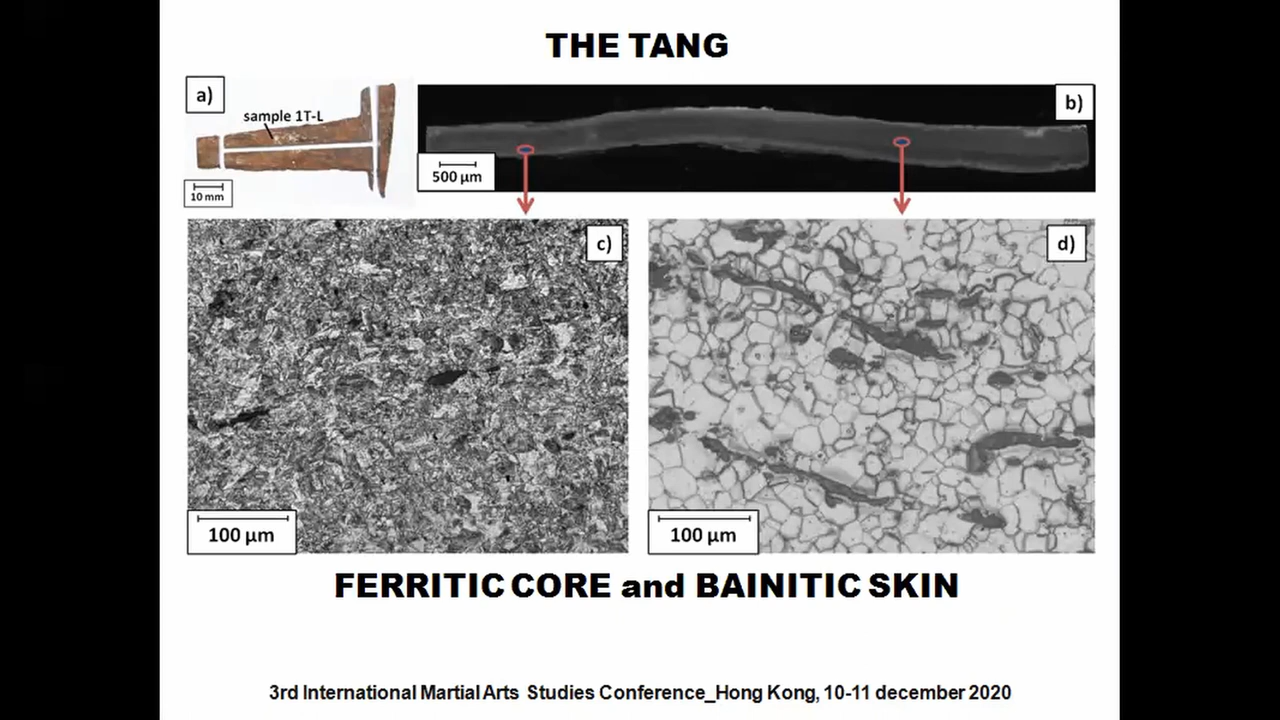 THE TANG
a)
sample 1T-L
10 mm
b)
500 µm
c)
100 µm
d)
100 µm
FERRITIC CORE and BAINITIC SKIN
3rd International Martial Arts Studies Conference_Hong Kong, 10-11 december 2020